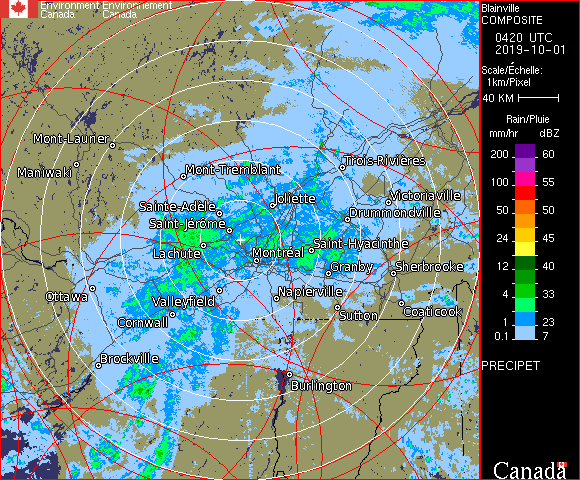 Environment Environnement
Canada Canada
Blainville
COMPOSITE
0420 UTC
2019-10-01
Scale/Échelle:
1km/Pixel
40 KM
Rain/Pluie
mm/hr dBZ
200 60
100 55
50 50
24 45
12 40
4 33
1 23
0.1 7
PRECIPET
Canada
Mont-Laurier
Maniwaki
Mont-Tremblant
Trois-Rivières
Victoriaville
Joliette
Sainte-Adele
Drummondville
Saint-Jérôme
Saint-Hyacinthe
Lachute
Montréal
Granby
Sherbrooke
Ottawa
Valleyfield
Napierville
Cornwall
Sutton
Coaticook
Brockville
Burlington